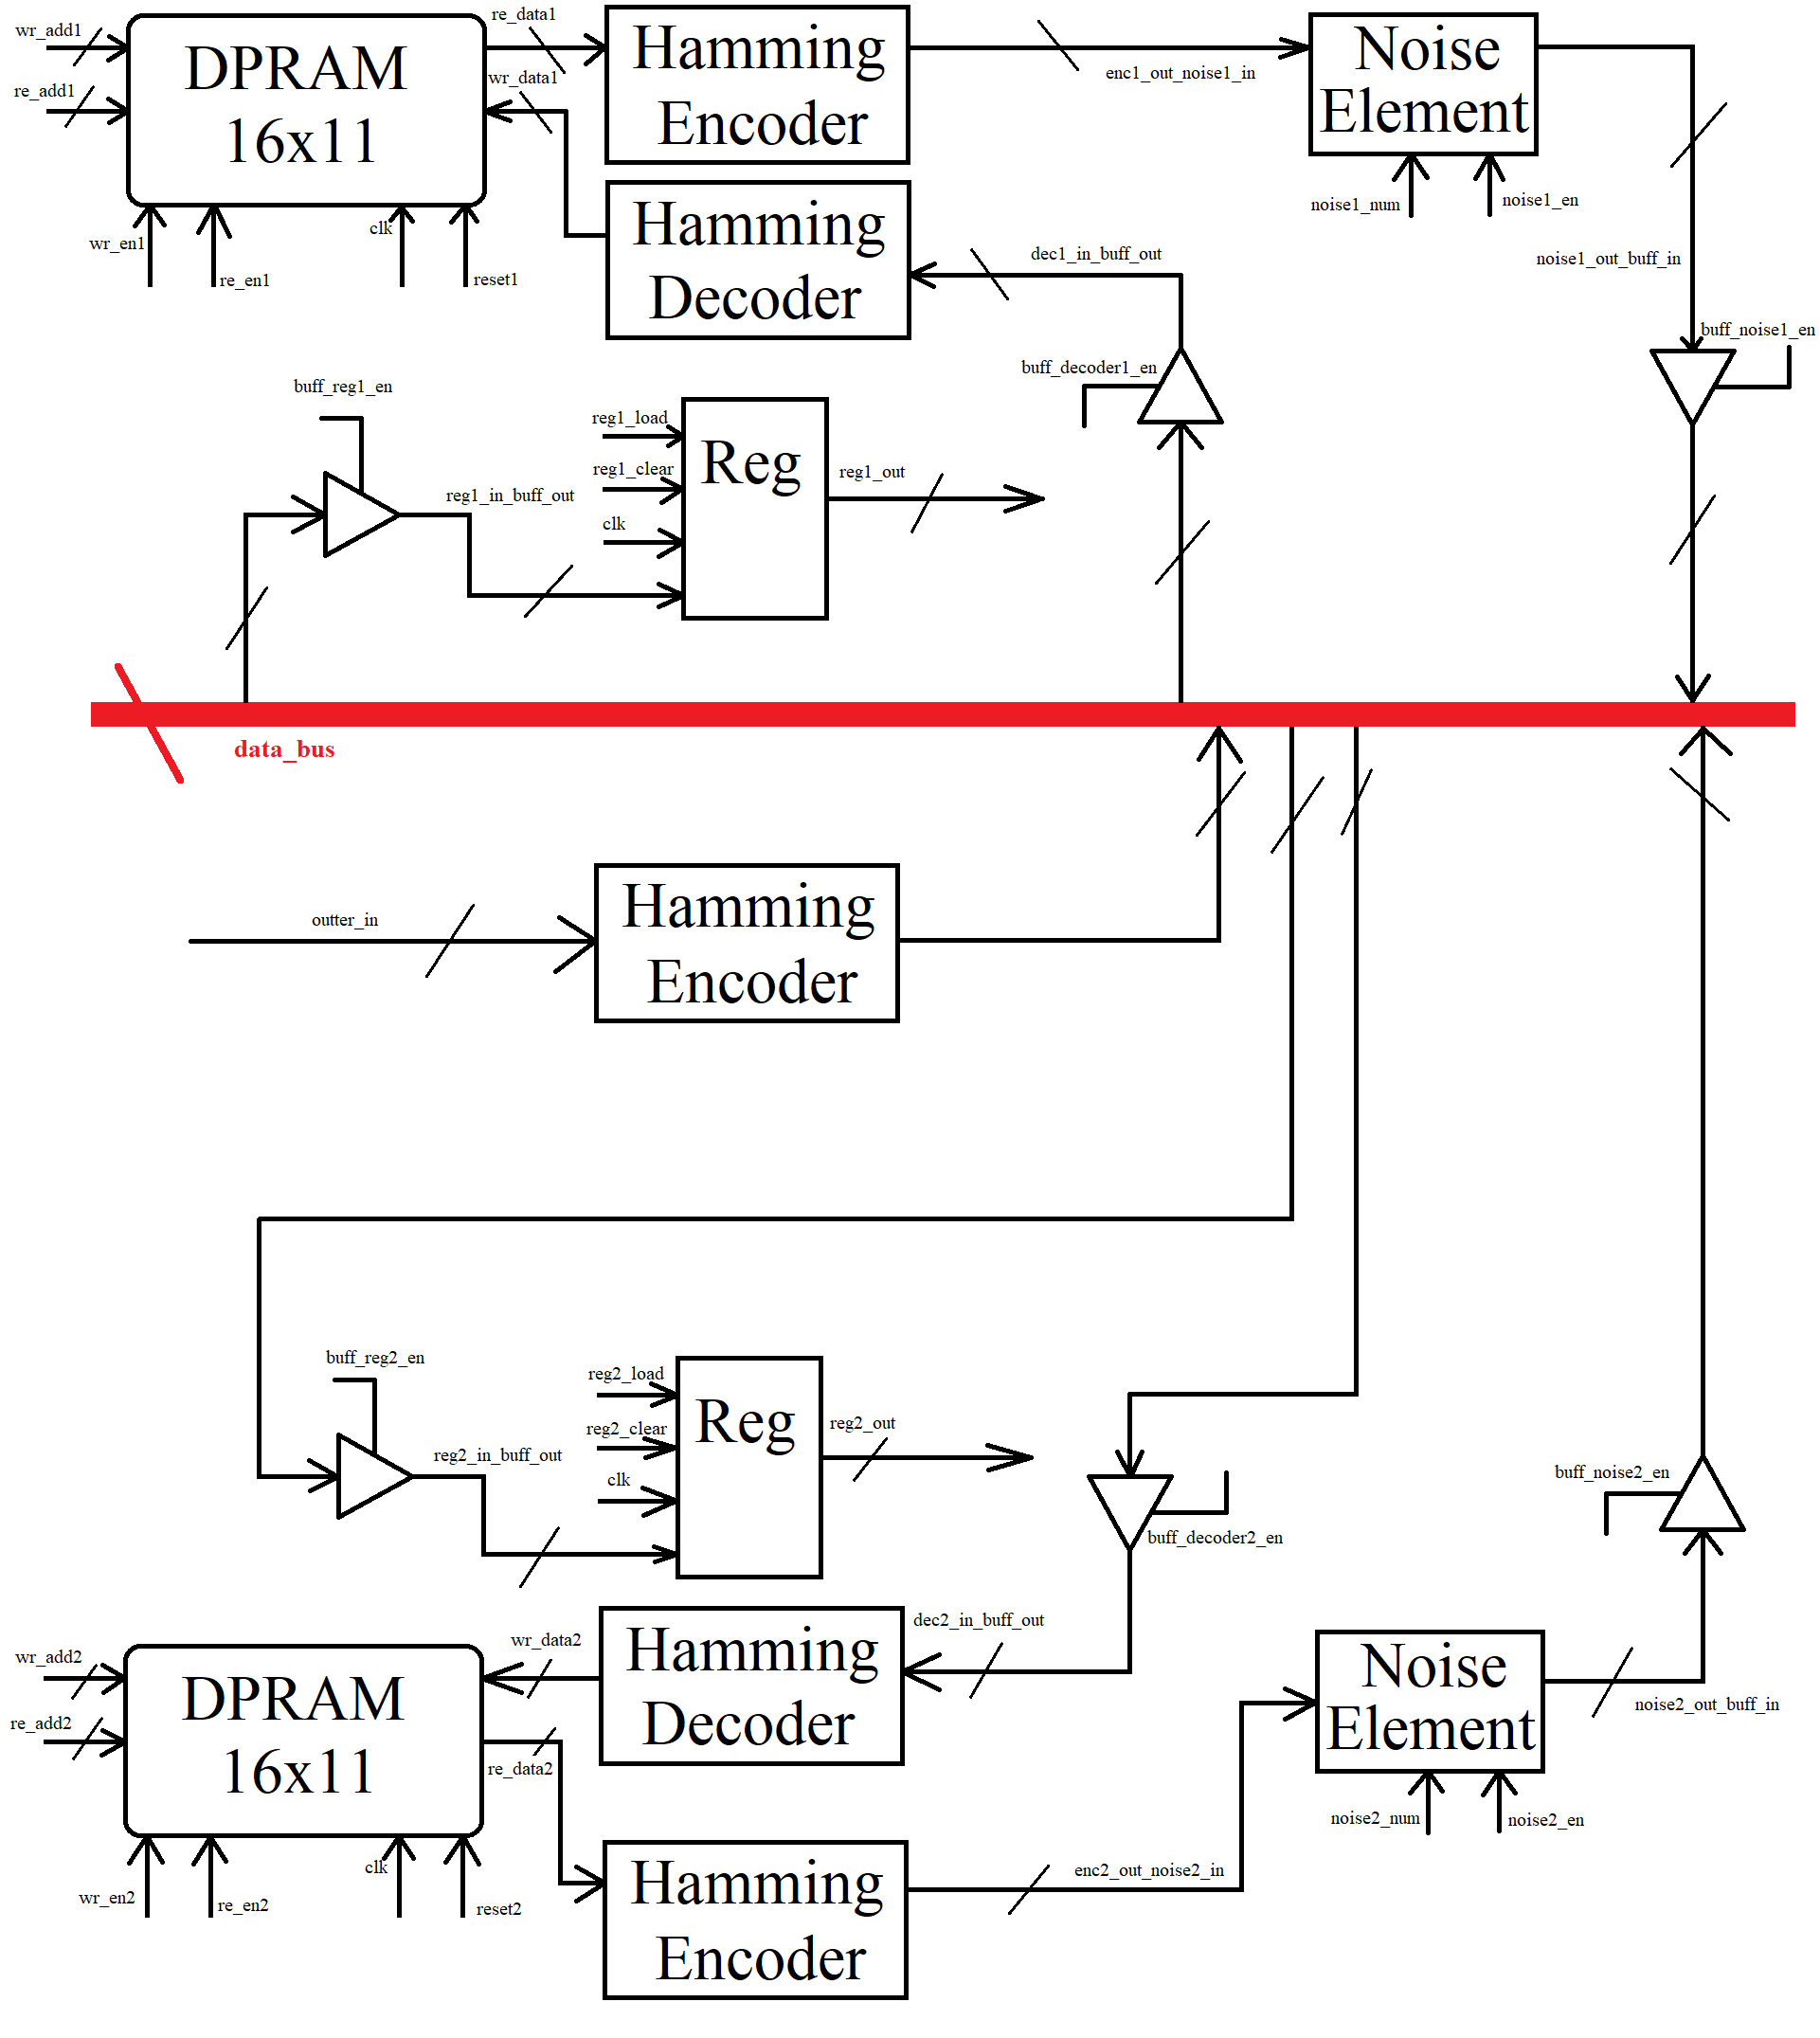 wr_add1
re_add1
DPRAM
16x11
re_data1
wr_data1
wr_en1
re_en1
clk
reset1
Hamming
Encoder
enc1_out_noise1_in
Noise
Element
noise1_num
noise1_en
Hamming
Decoder
dec1_in_buff_out
noise1_out_buff_in
buff_noise1_en
buff_decoder1_en
buff_reg1_en
reg1_in_buff_out
reg1_load
reg1_clear
clk
Reg
reg1_out
data_bus
outter_in
Hamming
Encoder
buff_reg2_en
reg2_in_buff_out
reg2_load
reg2_clear
clk
Reg
reg2_out
buff_decoder2_en
buff_noise2_en
dec2_in_buff_out
Hamming
Decoder
wr_data2
re_data2
wr_add2
re_add2
DPRAM
16x11
wr_en2
re_en2
clk
reset2
Hamming
Encoder
enc2_out_noise2_in
Noise
Element
noise2_num
noise2_en
noise2_out_buff_in